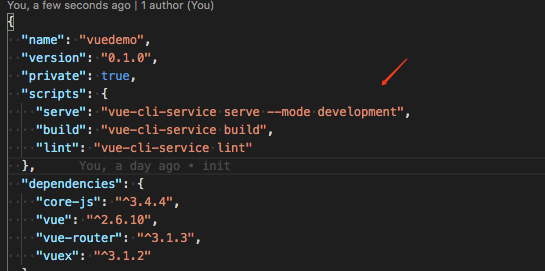 You, a few seconds ago | 1 author (You)
{
"name": "vuedemo",
"version": "0.1.0",
"private": true,
"scripts": {
"serve": "vue-cli-service serve --mode development",
"build": "vue-cli-service build",
"lint": "vue-cli-service lint"
}, You, a day ago • init
"dependencies": {
"core-js": "^3.4.4",
"vue": "^2.6.10",
"vue-router": "^3.1.3",
"vuex": "^3.1.2"
}